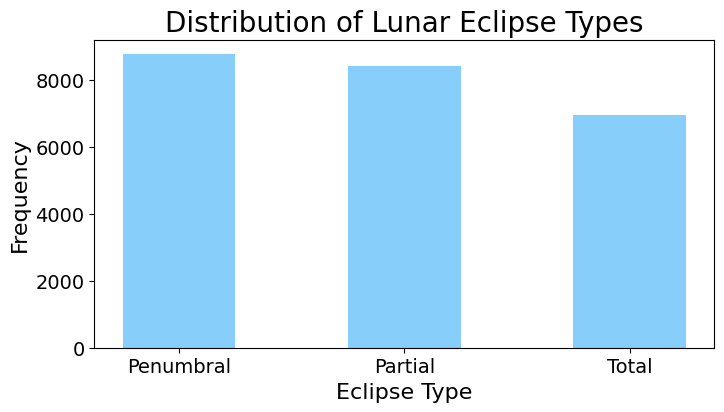 Distribution of Lunar Eclipse Types
Frequency
8000
6000
4000
2000
0
Penumbral
Partial
Total
Eclipse Type